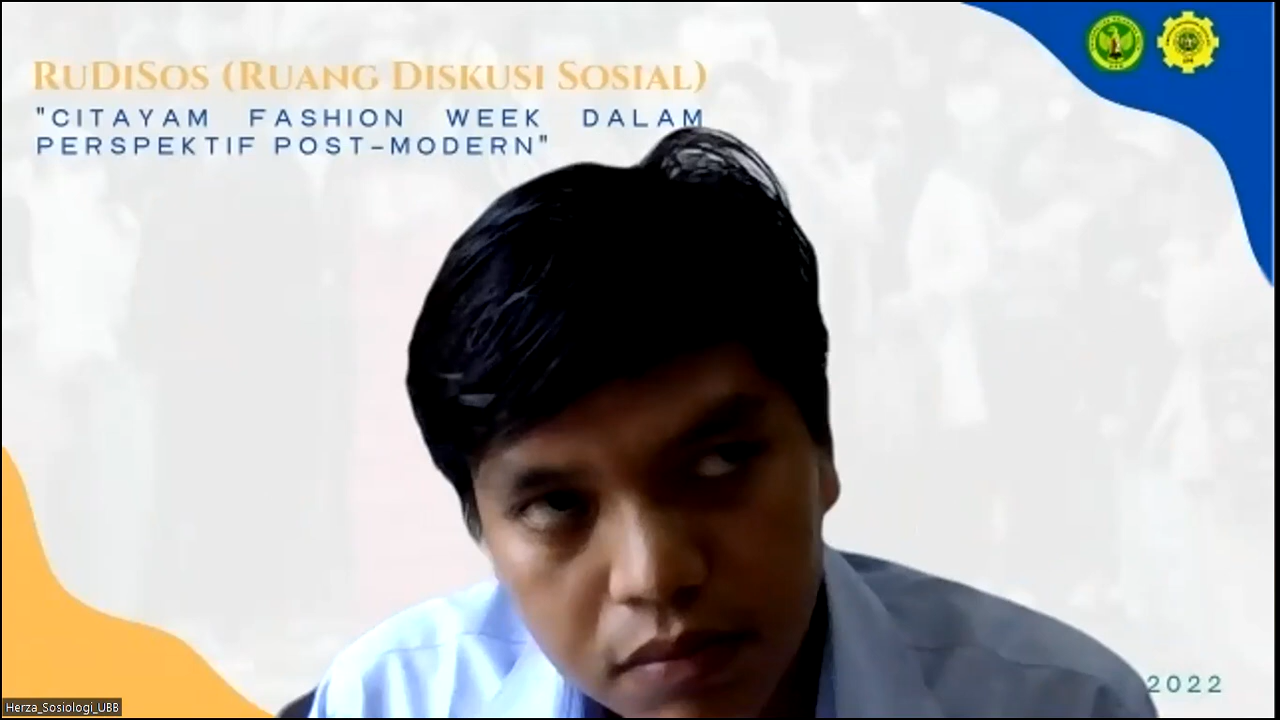 RuDiSos (Ruang Diskusi Sosial)
"CITAYAM FASHION WEEK DALAM
PERSPEKTIF POST-MODERN"
2022
Herza_Sosiologi_UBB